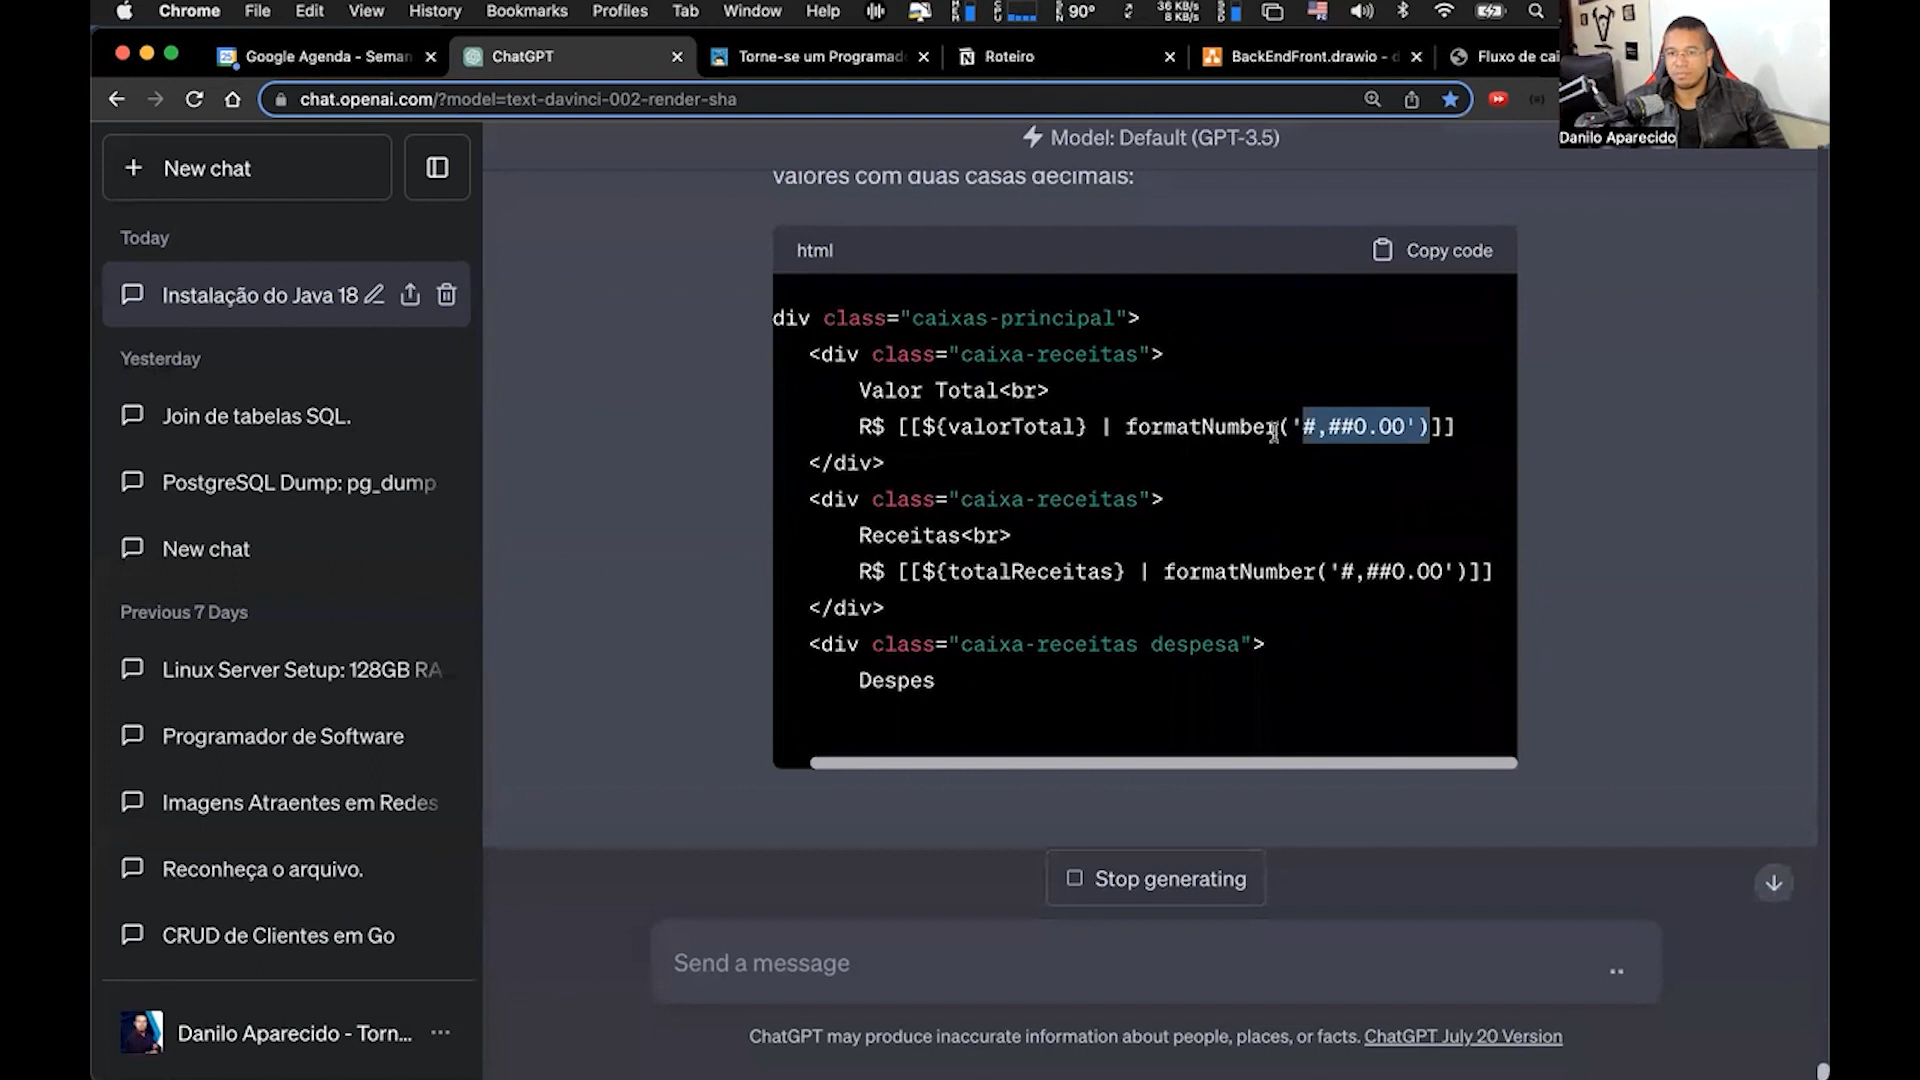 Chrome File Edit View History Bookmarks Profiles Tab Window Help 90° 36 KB/s 8 KB/s
Google Agenda - Seman
ChatGPT
Torne-se um Programad
Roteiro
BackEndFront.drawio - d
Fluxo de cai
chat.openai.com/?model=text-davinci-002-render-sha
Danilo Aparecido
+ New chat
Model: Default (GPT-3.5)
Today
Instalação do Java 18
Yesterday
Join de tabelas SQL.
PostgreSQL Dump: pg_dump
New chat
Previous 7 Days
Linux Server Setup: 128GB RA
Programador de Software
Imagens Atraentes em Redes
Reconheça o arquivo.
CRUD de Clientes em Go
Danilo Aparecido - Torn... ...
valores com duas casas decimais:
html
Copy code
div class="caixas-principal">
<div class="caixa-receitas">
Valor Total<br>
R$ [[${valorTotal} | formatNumber('#,##0.00')]]
</div>
<div class="caixa-receitas">
Receitas<br>
R$ [[${totalReceitas} | formatNumber('#,##0.00')]]
</div>
<div class="caixa-receitas despesa">
Despes
Stop generating
Send a message
ChatGPT may produce inaccurate information about people, places, or facts. ChatGPT July 20 Version